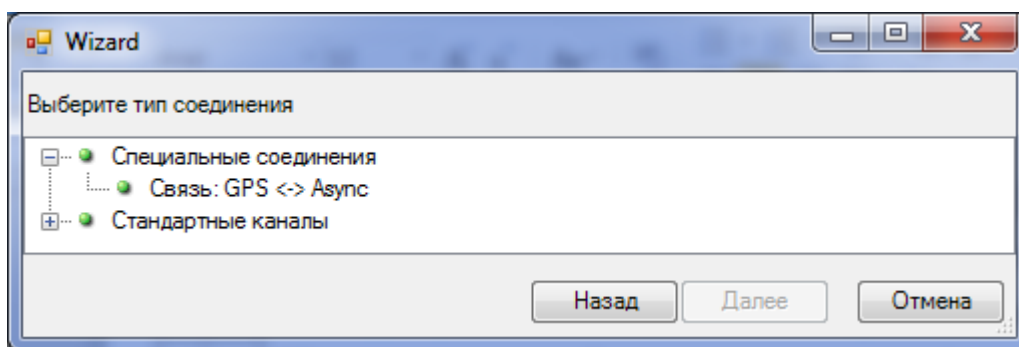 Wizard
Выберите тип соединения
Специальные соединения
Связь: GPS <-> Async
Стандартные каналы
Назад Далее Отмена